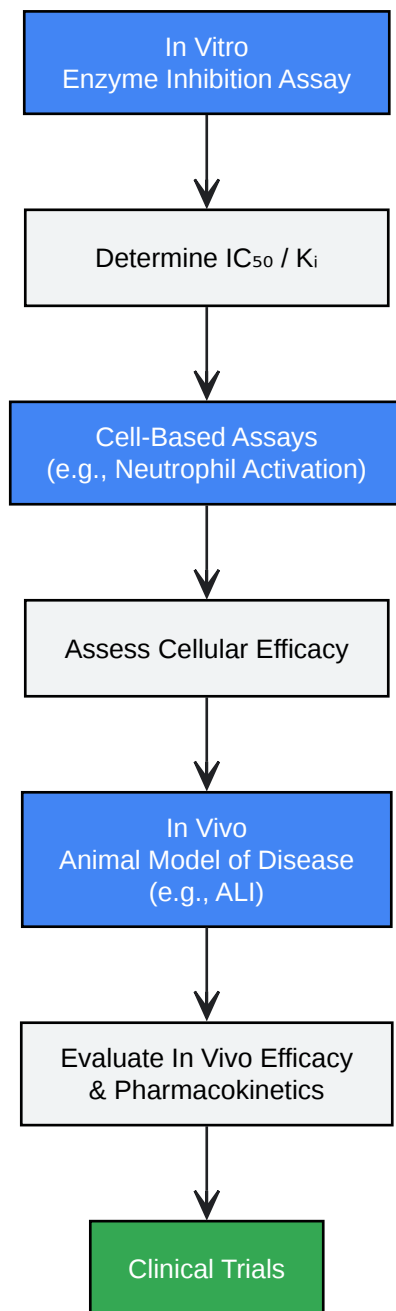 In Vitro
Enzyme Inhibition Assay
Determine IC₅₀ / Kᵢ
Cell-Based Assays
(e.g., Neutrophil Activation)
Assess Cellular Efficacy
In Vivo
Animal Model of Disease
(e.g., ALI)
Evaluate In Vivo Efficacy
& Pharmacokinetics
Clinical Trials